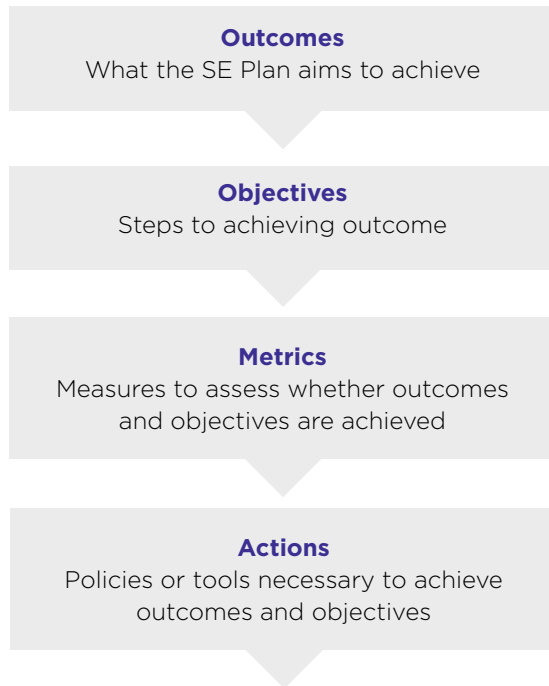 Outcomes
What the SE Plan aims to achieve
Objectives
Steps to achieving outcome
Metrics
Measures to assess whether outcomes
and objectives are achieved
Actions
Policies or tools necessary to achieve
outcomes and objectives